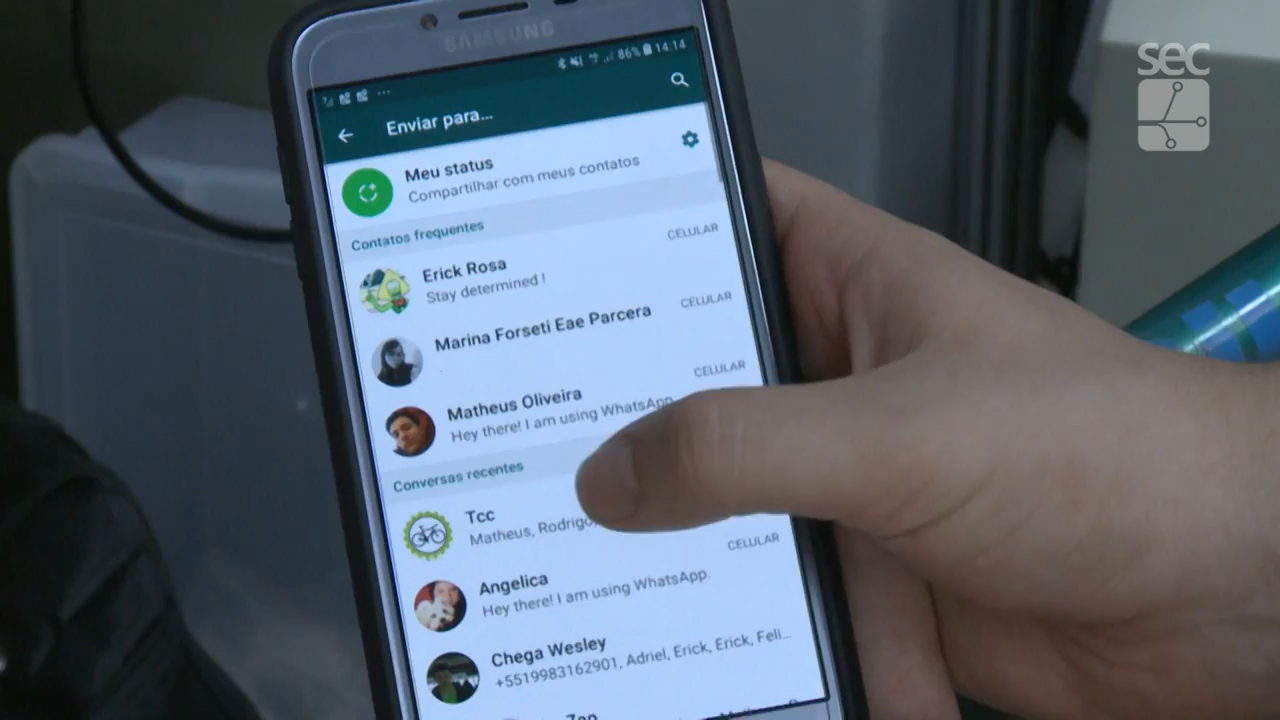 SAMSUNG
86% 14:14
Enviar para...
Meu status
Compartilhar com meus contatos
Contatos frequentes
Erick Rosa
Stay determined !
CELULAR
Marina Forseti Eae Parcera
CELULAR
Matheus Oliveira
Hey there! I am using WhatsApp
CELULAR
Conversas recentes
Tcc
Matheus, Rodrigo
Angelica
Hey there! I am using WhatsApp.
CELULAR
Chega Wesley
+5519983162901, Adriel, Erick, Erick, Feli...
sec